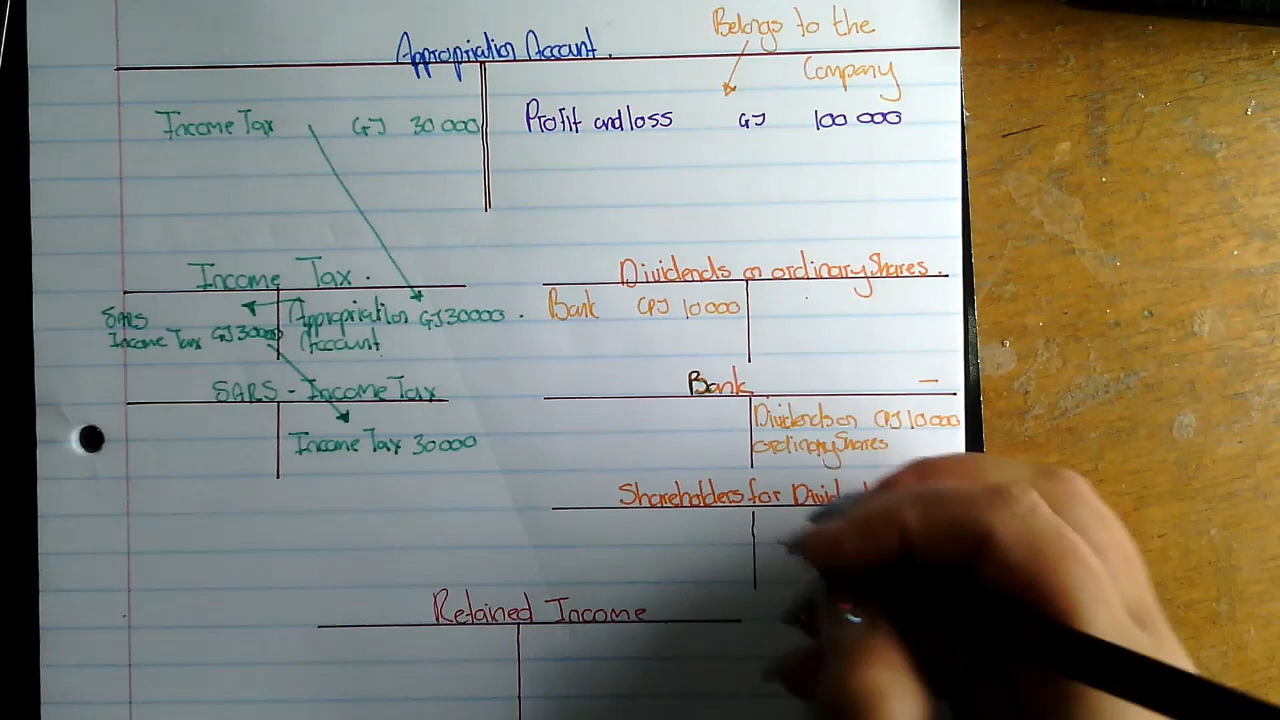 Belongs to the
Company
Appropriation Account.
Income Tax GJ 30 000
Profit and loss GJ 100 000
Income Tax.
SARS
Income Tax GJ 30000
Appropriation GJ 30000.
Account
SARS - Income Tax
Income Tax 30 000
Dividends on ordinary Shares.
Bank CPJ 10 000
Bank
Dividends on CPJ 10 000
ordinary Shares
Shareholders for
Retained Income